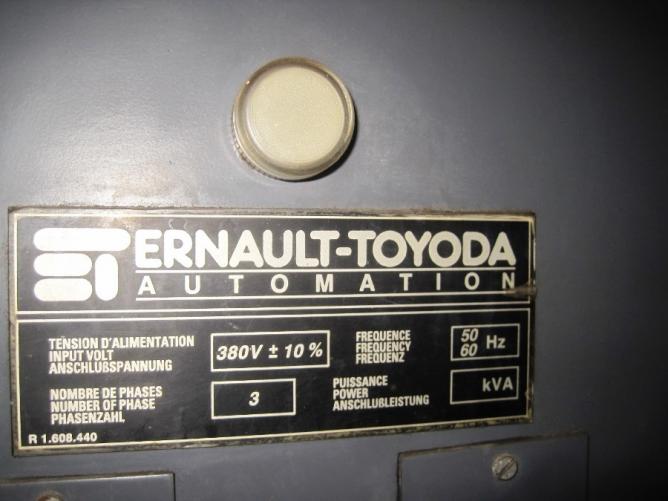 ERNAULT-TOYODA
AUTOMATION
TENSION D'ALIMENTATION
INPUT VOLT
ANSCHLUßSPANNUNG
380V ± 10 %
FREQUENCE
FREQUENCY
FREQUENZ
50
60 Hz
NOMBRE DE PHASES
NUMBER OF PHASE
PHASENZAHL
3
PUISSANCE
POWER
ANSCHLUßLEISTUNG
kVA
R 1.608.440